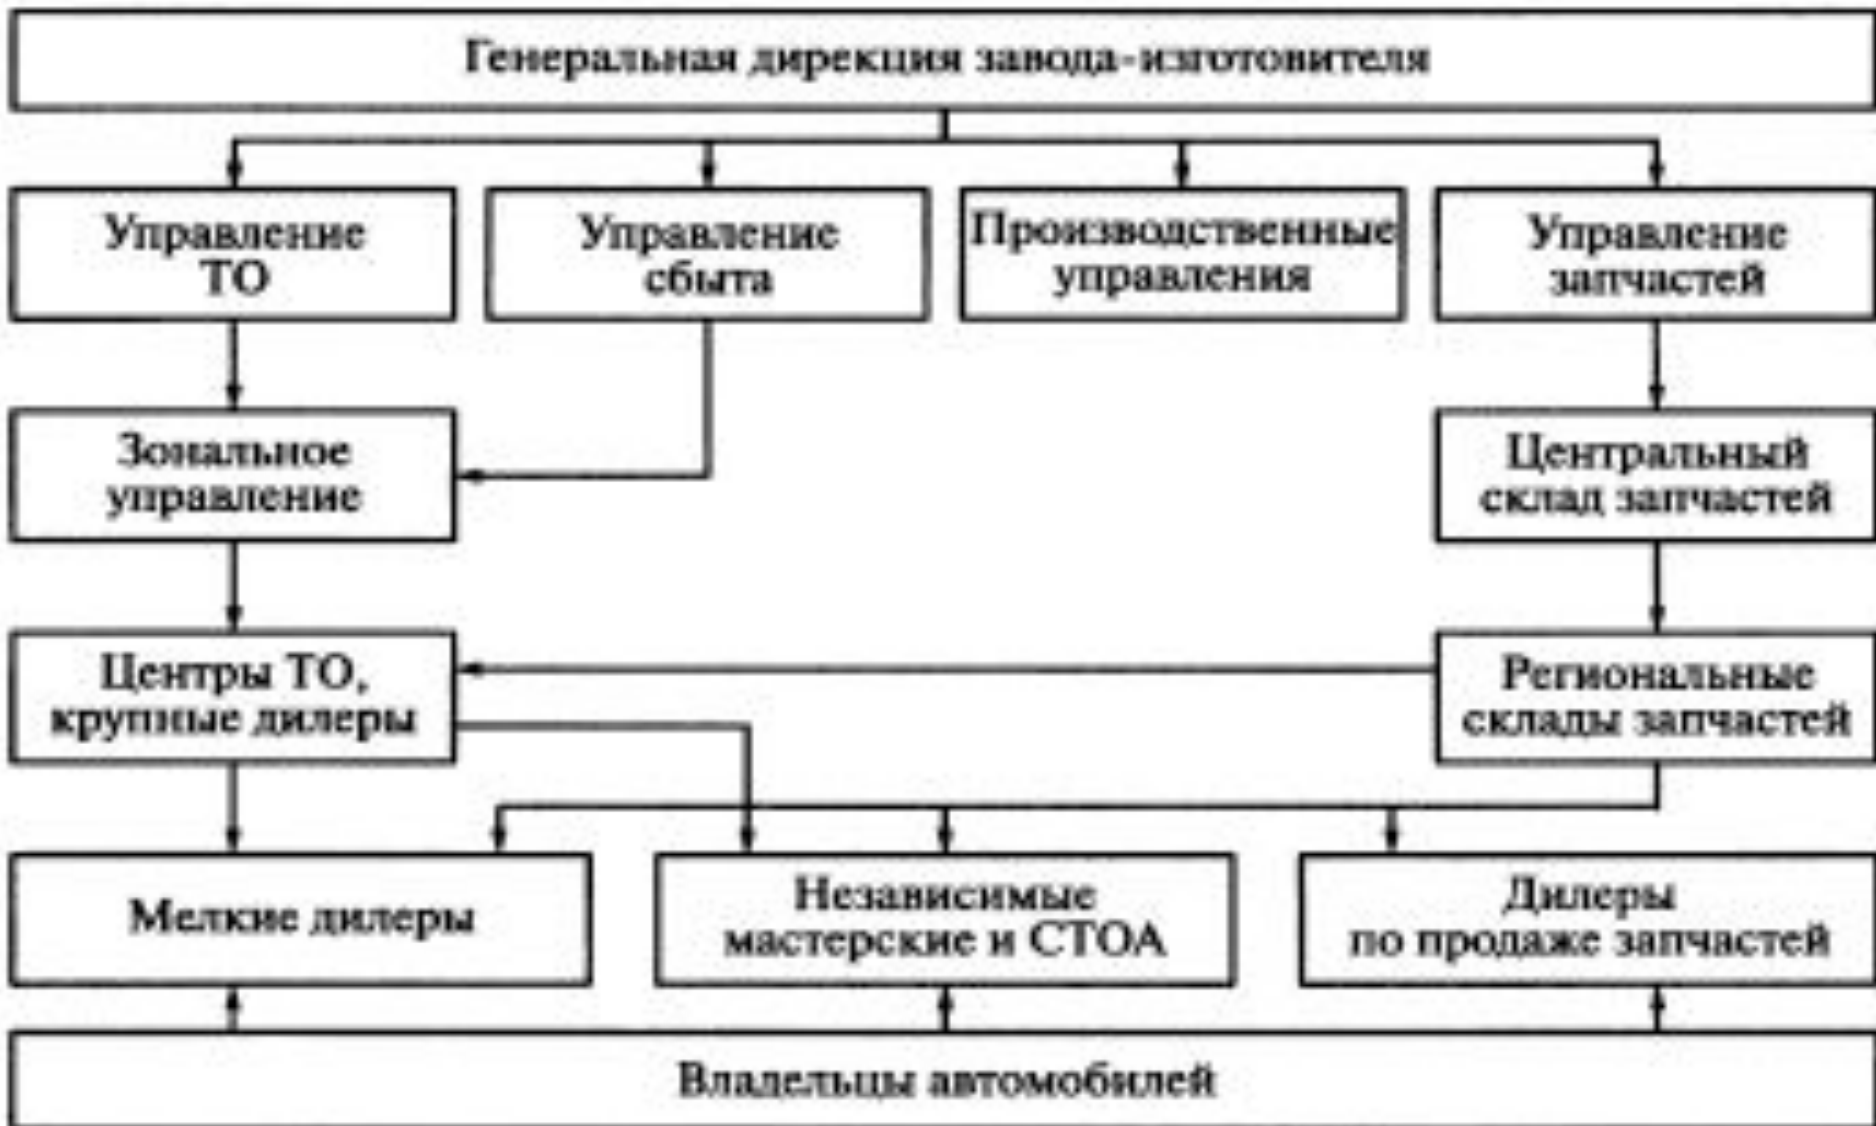 Генеральная дирекция завода-изготовителя
Управление
ТО
Управление
сбыта
Производственные
управления
Управление
запчастей
Зональное
управление
Центральный
склад запчастей
Центры ТО,
крупные дилеры
Региональные
склады запчастей
Мелкие дилеры
Независимые
мастерские и СТОА
Дилеры
по продаже запчастей
Владельцы автомобилей